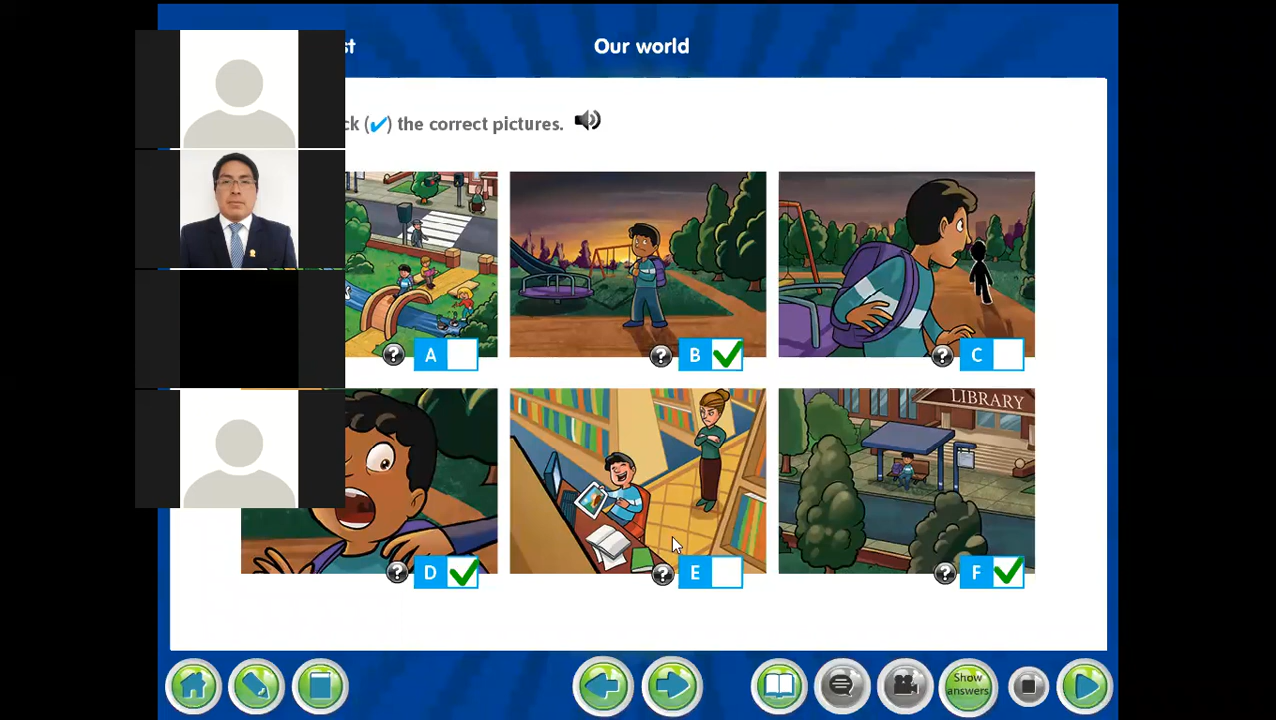 st
Our world
ck (✓) the correct pictures.
A
B
C
LIBRARY
D
E
F
Show
answers